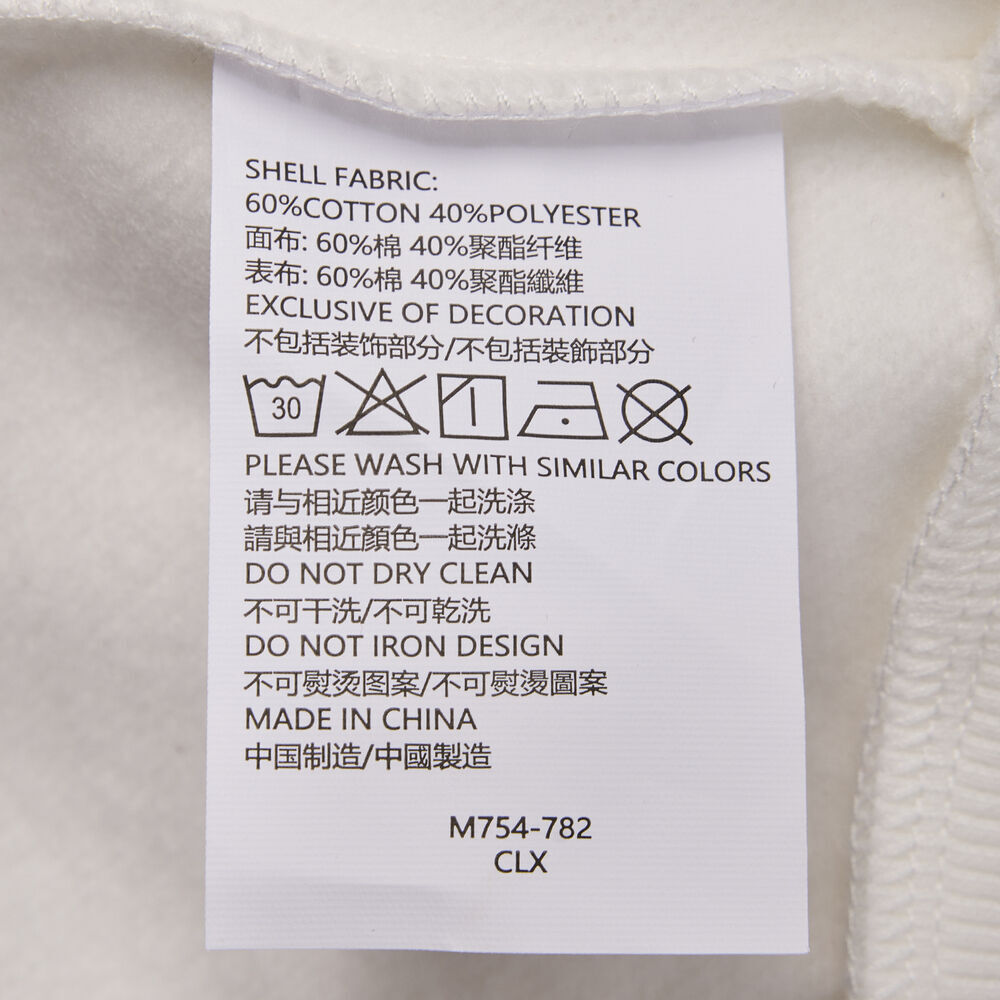 SHELL FABRIC:
60%COTTON 40%POLYESTER
面布: 60%棉 40%聚酯纤维
表布: 60%棉 40%聚酯纖維
EXCLUSIVE OF DECORATION
不包括装饰部分/不包括裝飾部分
30
PLEASE WASH WITH SIMILAR COLORS
请与相近颜色一起洗涤
請與相近顏色一起洗滌
DO NOT DRY CLEAN
不可干洗/不可乾洗
DO NOT IRON DESIGN
不可熨烫图案/不可熨燙圖案
MADE IN CHINA
中国制造/中國製造
M754-782
CLX